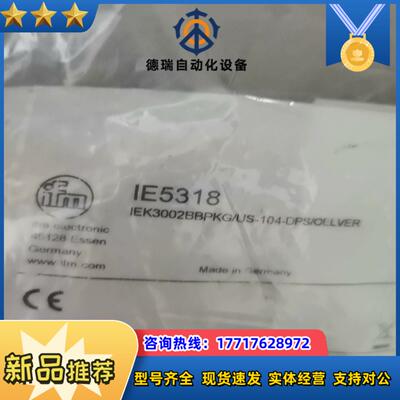 德瑞自动化设备
ifm
IE5318
IEK3002BBPKG/US-104-DPS/OELVER
ifm electronic
45128 Essen
Germany
www.ifm.com
Made in Germany
CE
咨询热线：17717628972
新品推荐
型号齐全 现货速发 实体经营 支持对公